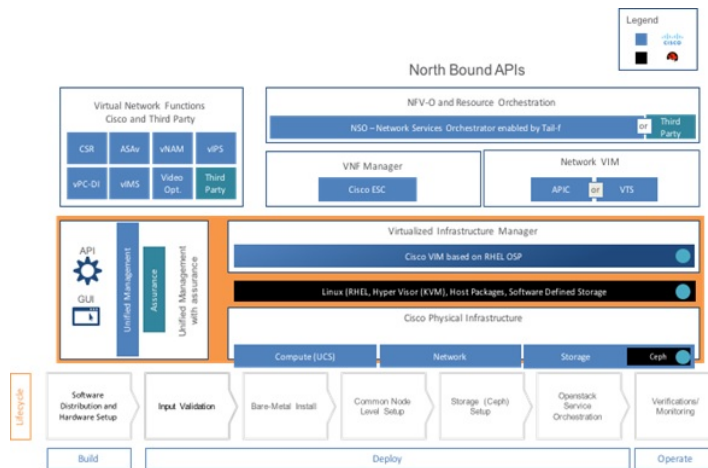 Legend
CISCO
North Bound APIs
Virtual Network Functions
Cisco and Third Party
CSR
ASAv
vNAM
vIPS
vPC-DI
vIMS
Video
Opt.
Third
Party
NFV-O and Resource Orchestration
NSO – Network Services Orchestrator enabled by Tail-f
or
Third
Party
VNF Manager
Cisco ESC
Network VIM
APIC
or
VTS
API
GUI
Unified Management
Assurance
Unified Management
with assurance
Virtualized Infrastructure Manager
Cisco VIM based on RHEL OSP
Linux (RHEL, Hyper Visor (KVM), Host Packages, Software Defined Storage
Cisco Physical Infrastructure
Compute (UCS)
Network
Storage
Ceph
Lifecycle
Software
Distribution and
Hardware Setup
Input Validation
Bare-Metal Install
Common Node
Level Setup
Storage (Ceph)
Setup
Openstack
Service
Orchestration
Verifications/
Monitoring
Build
Deploy
Operate